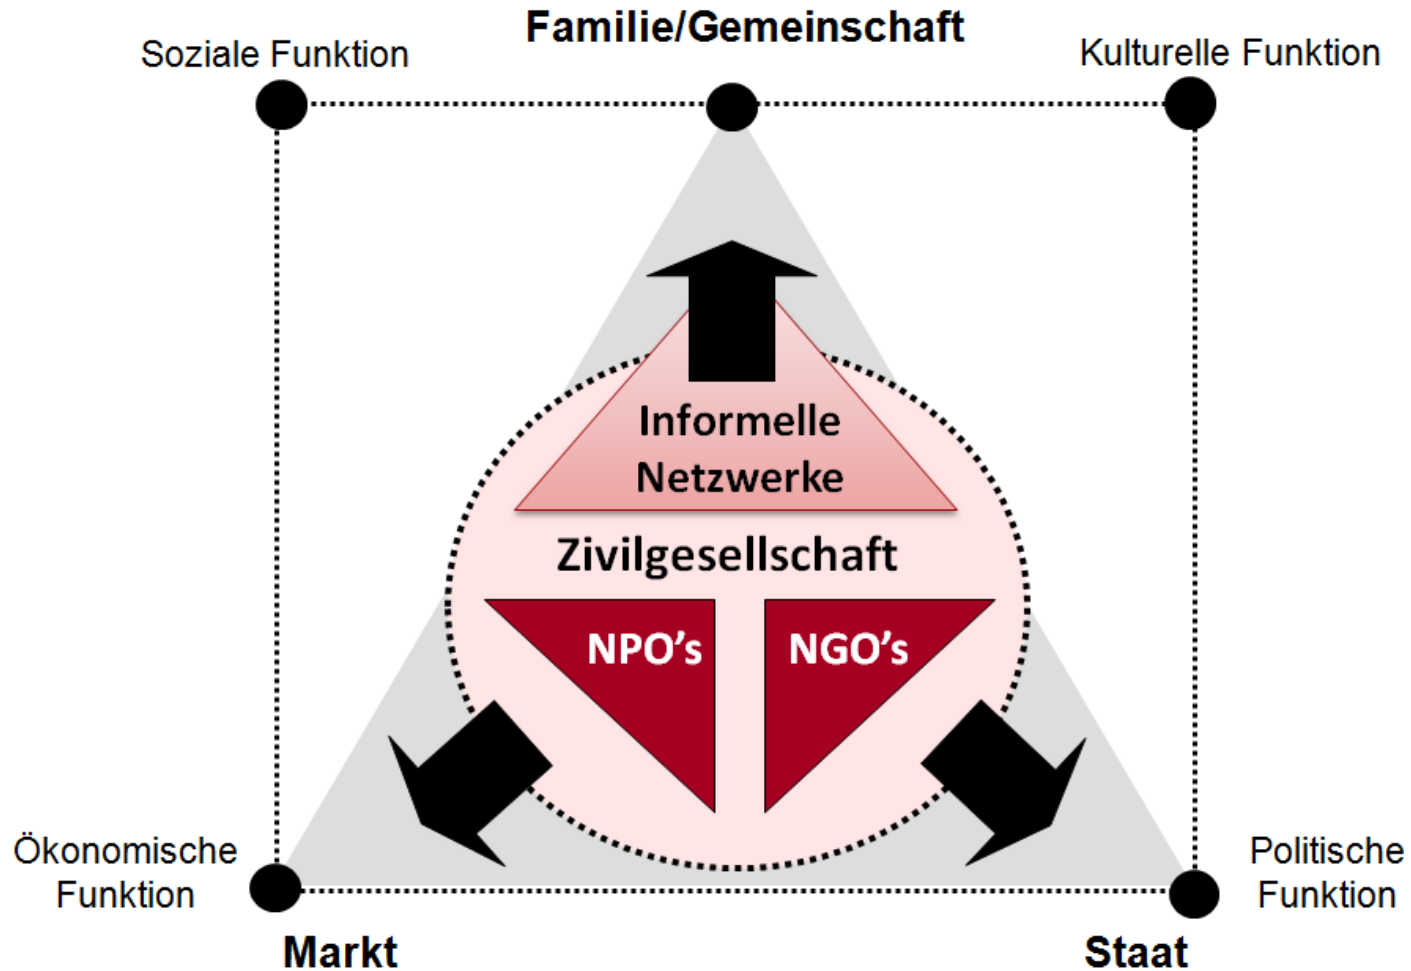 Familie/Gemeinschaft
Soziale Funktion
Kulturelle Funktion
Informelle
Netzwerke
Zivilgesellschaft
NPO’s
NGO’s
Ökonomische
Funktion
Politische
Funktion
Markt
Staat